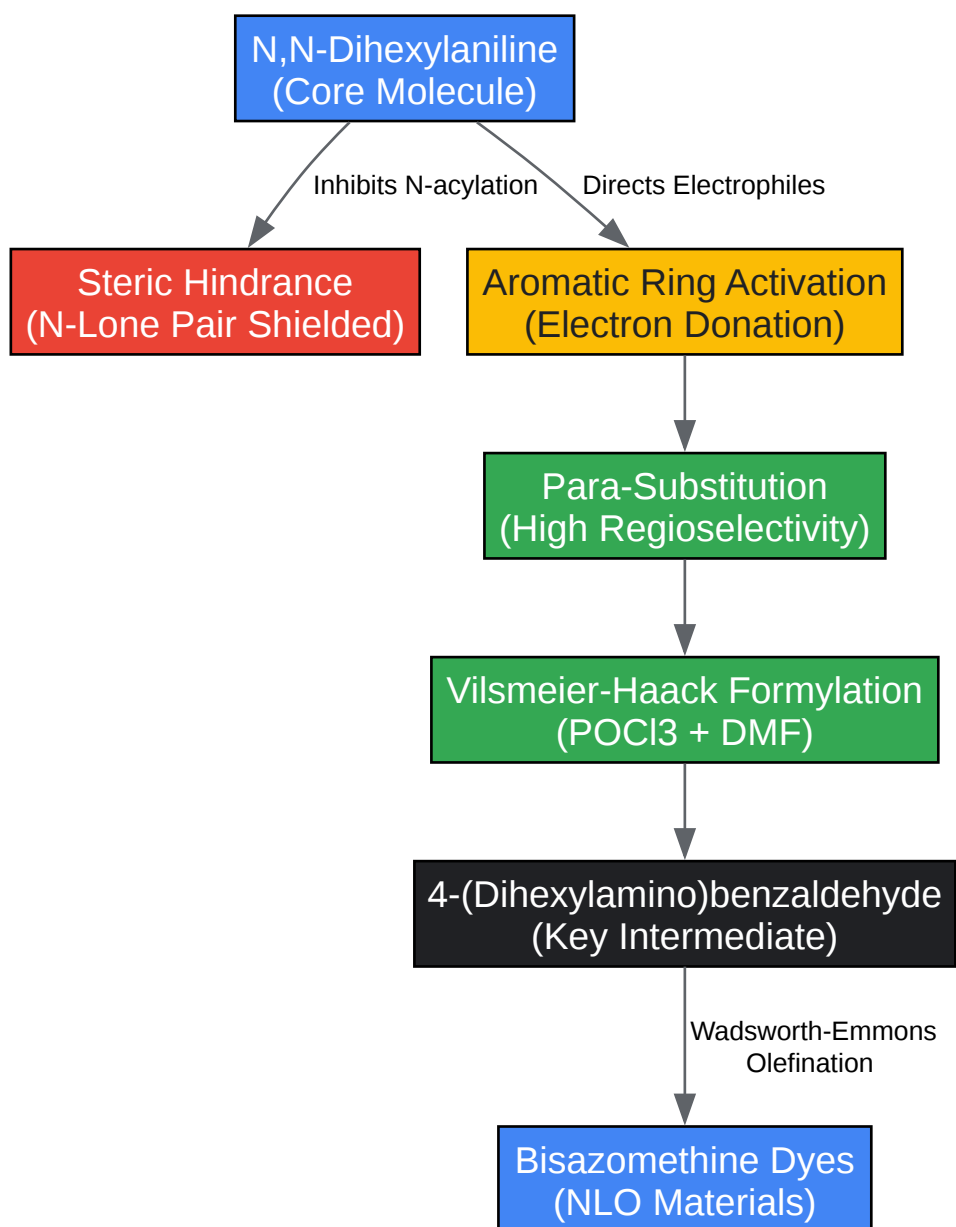 N,N-Dihexylaniline
(Core Molecule)
Inhibits N-acylation
Directs Electrophiles
Steric Hindrance
(N-Lone Pair Shielded)
Aromatic Ring Activation
(Electron Donation)
Para-Substitution
(High Regioselectivity)
Vilsmeier-Haack Formylation
(POCl3 + DMF)
4-(Dihexylamino)benzaldehyde
(Key Intermediate)
Wadsworth-Emmons
Olefination
Bisazomethine Dyes
(NLO Materials)